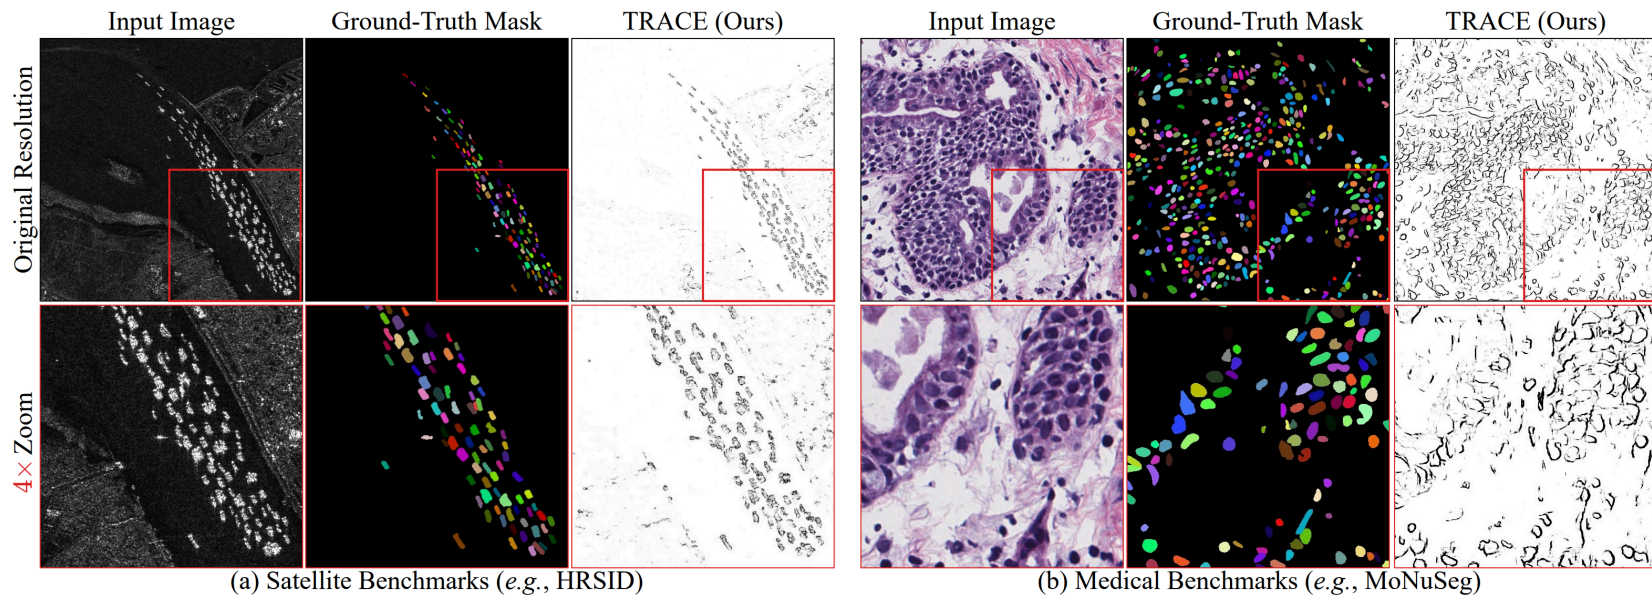 Input Image Ground-Truth Mask TRACE (Ours) Input Image Ground-Truth Mask TRACE (Ours)
Original Resolution
4× Zoom
(a) Satellite Benchmarks (e.g., HRSID) (b) Medical Benchmarks (e.g., MoNuSeg)